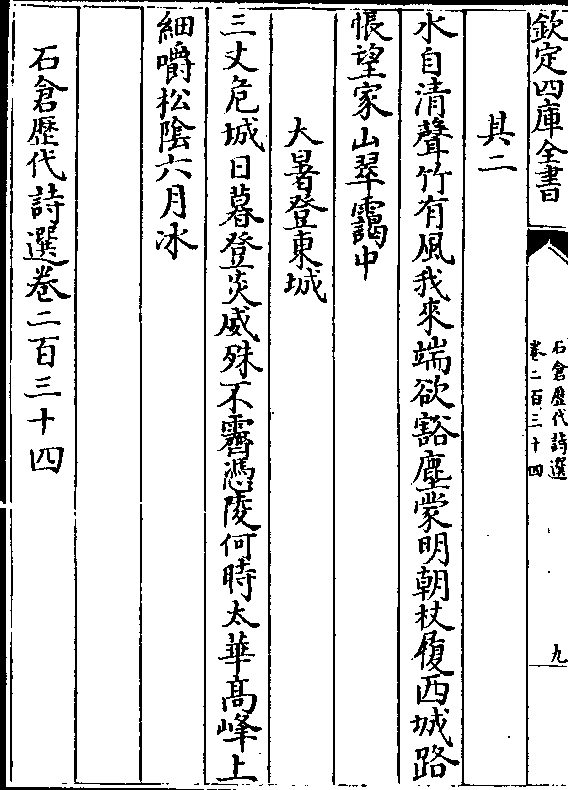 欽定四庫全書
石倉歷代詩選
卷二百三十四
九
其二
水自清聲竹有風我來端欲豁塵蒙明朝杖履西城路
悵望家山翠靄中
大暑登東城
三丈危城日暮登炎威殊不霽憑陵何時太華髙峰上
細嚼松隂六月冰
石倉歷代詩選卷二百三十四